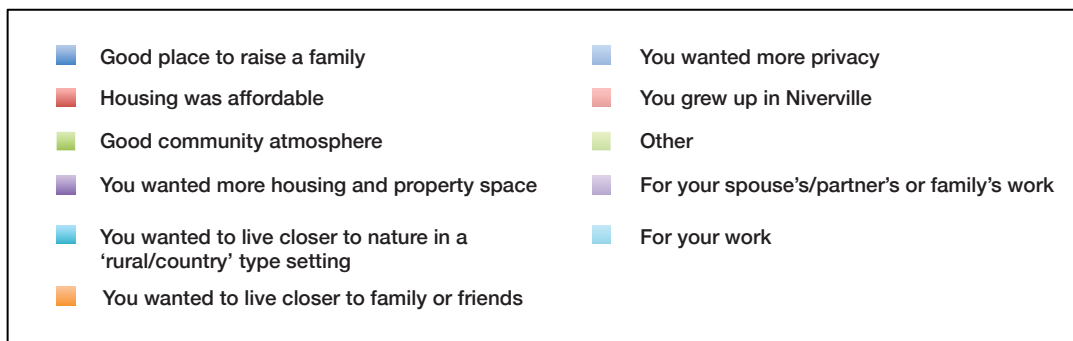 Good place to raise a family
Housing was affordable
Good community atmosphere
You wanted more housing and property space
You wanted to live closer to nature in a
‘rural/country’ type setting
You wanted to live closer to family or friends
You wanted more privacy
You grew up in Niverville
Other
For your spouse’s/partner’s or family’s work
For your work